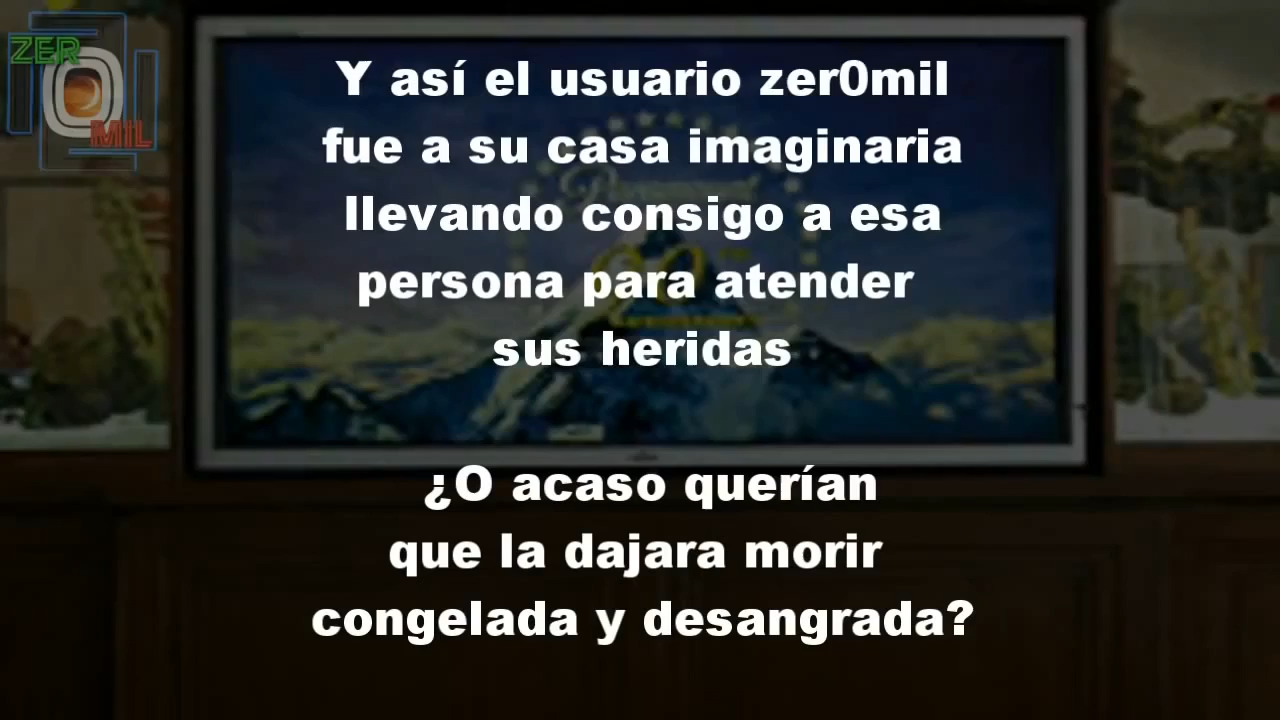 ZER
O
MIL
Y así el usuario zer0mil
fue a su casa imaginaria
llevando consigo a esa
persona para atender
sus heridas
¿O acaso querían
que la dajara morir
congelada y desangrada?